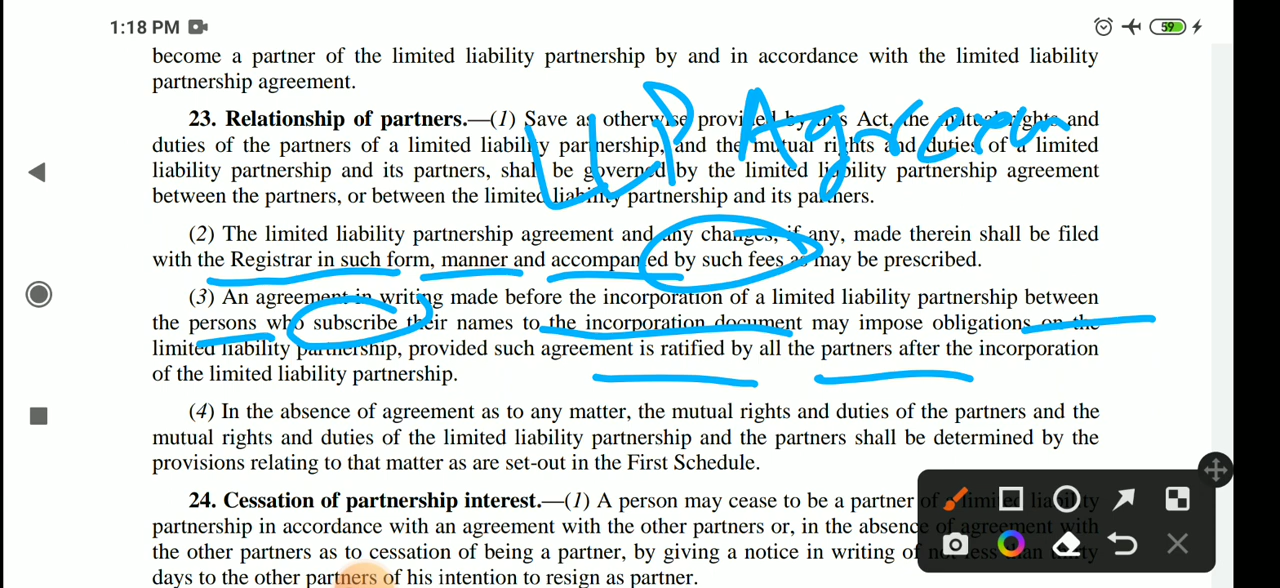 1:18 PM
59
become a partner of the limited liability partnership by and in accordance with the limited liability
partnership agreement.
23. Relationship of partners.—(1) Save as otherwise provided by this Act, the mutual rights and
duties of the partners of a limited liability partnership, and the mutual rights and duties of a limited
liability partnership and its partners, shall be governed by the limited liability partnership agreement
between the partners, or between the limited liability partnership and its partners.
LLP Agreem
(2) The limited liability partnership agreement and any changes, if any, made therein shall be filed
with the Registrar in such form, manner and accompanied by such fees as may be prescribed.
(3) An agreement in writing made before the incorporation of a limited liability partnership between
the persons who subscribe their names to the incorporation document may impose obligations on the
limited liability partnership, provided such agreement is ratified by all the partners after the incorporation
of the limited liability partnership.
(4) In the absence of agreement as to any matter, the mutual rights and duties of the partners and the
mutual rights and duties of the limited liability partnership and the partners shall be determined by the
provisions relating to that matter as are set-out in the First Schedule.
24. Cessation of partnership interest.—(1) A person may cease to be a partner of a limited liability
partnership in accordance with an agreement with the other partners or, in the absence of agreement with
the other partners as to cessation of being a partner, by giving a notice in writing of not less than thirty
days to the other partners of his intention to resign as partner.